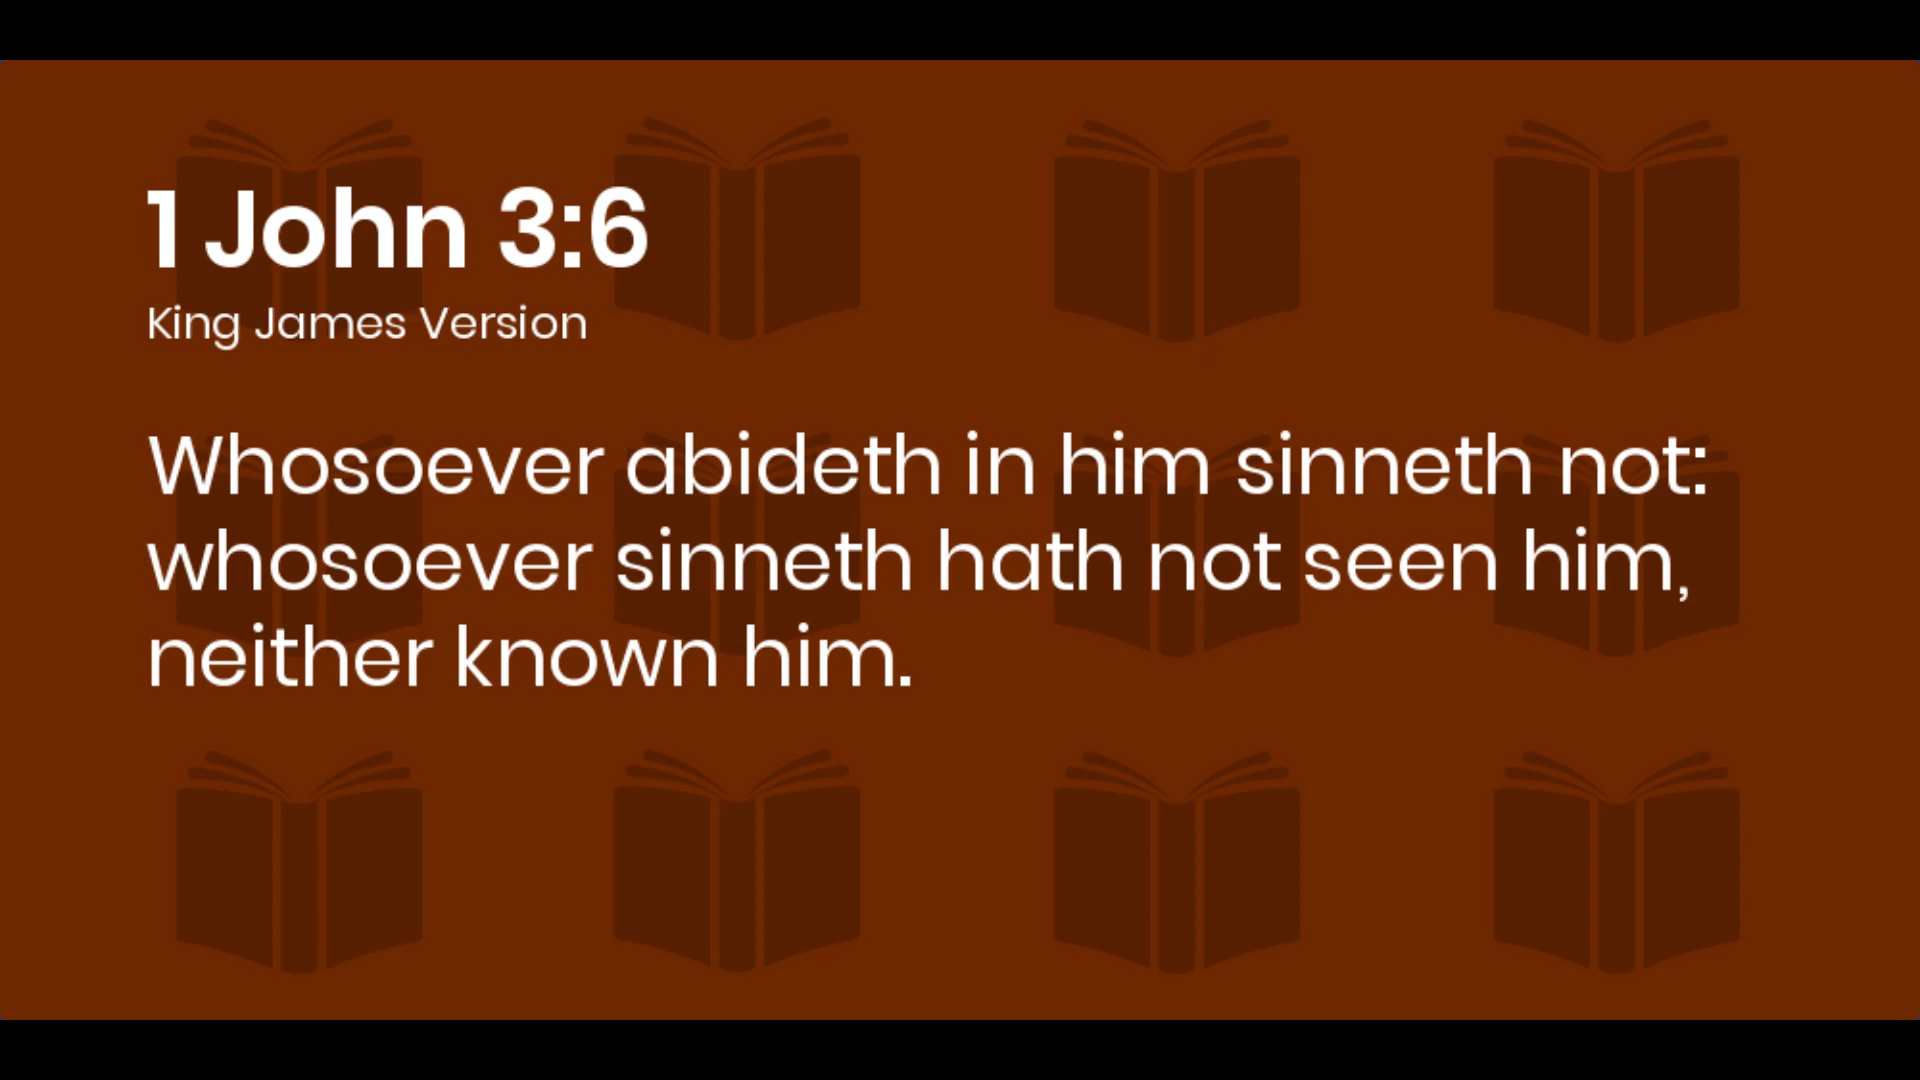 1 John 3:6
King James Version
Whosoever abideth in him sinneth not:
whosoever sinneth hath not seen him,
neither known him.